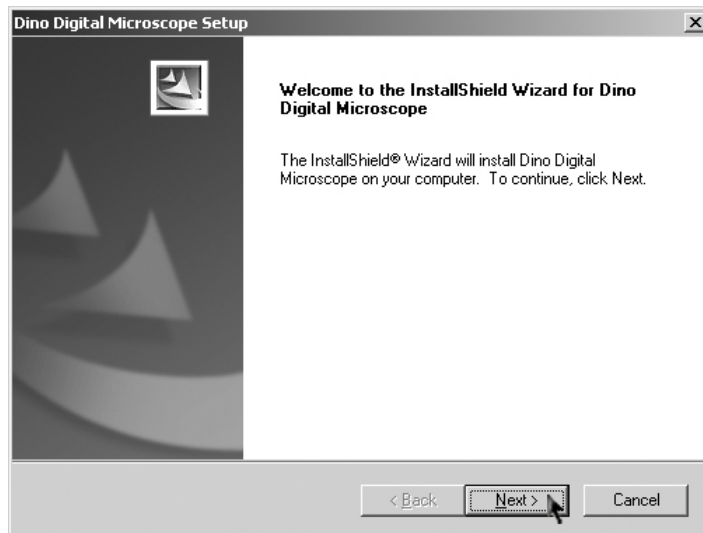 Dino Digital Microscope Setup
Welcome to the InstallShield Wizard for Dino
Digital Microscope
The InstallShield® Wizard will install Dino Digital
Microscope on your computer.  To continue, click Next.
< Back
Next >
Cancel